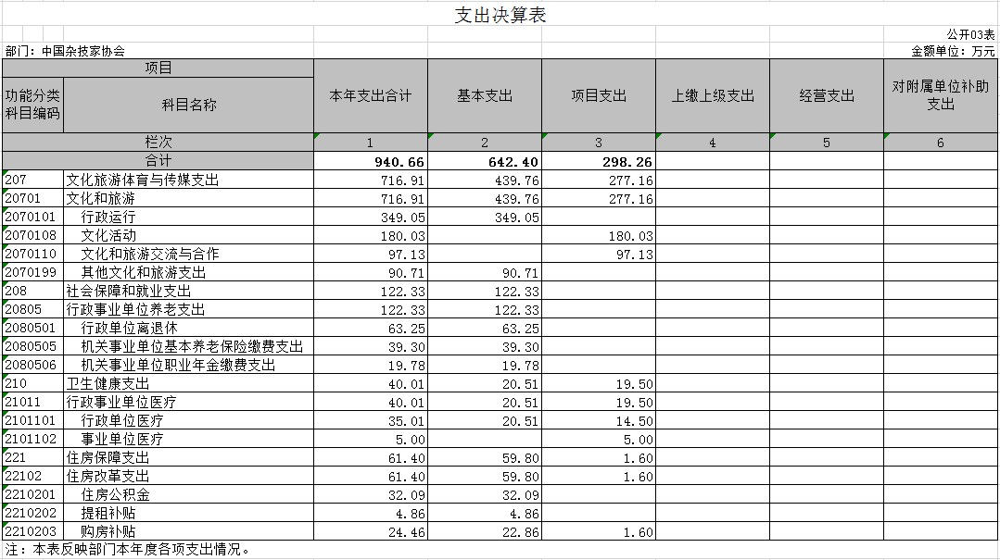 支出决算表
公开03表
部门：中国杂技家协会 金额单位：万元
项目 本年支出合计 基本支出 项目支出 上缴上级支出 经营支出 对附属单位补助支出
功能分类科目编码 科目名称
栏次 1 2 3 4 5 6
合计 940.66 642.40 298.26
207 文化旅游体育与传媒支出 716.91 439.76 277.16
20701 文化和旅游 716.91 439.76 277.16
2070101 行政运行 349.05 349.05
2070108 文化活动 180.03 180.03
2070110 文化和旅游交流与合作 97.13 97.13
2070199 其他文化和旅游支出 90.71 90.71
208 社会保障和就业支出 122.33 122.33
20805 行政事业单位养老支出 122.33 122.33
2080501 行政单位离退休 63.25 63.25
2080505 机关事业单位基本养老保险缴费支出 39.30 39.30
2080506 机关事业单位职业年金缴费支出 19.78 19.78
210 卫生健康支出 40.01 20.51 19.50
21011 行政事业单位医疗 40.01 20.51 19.50
2101101 行政单位医疗 35.01 20.51 14.50
2101102 事业单位医疗 5.00 5.00
221 住房保障支出 61.40 59.80 1.60
22102 住房改革支出 61.40 59.80 1.60
2210201 住房公积金 32.09 32.09
2210202 提租补贴 4.86 4.86
2210203 购房补贴 24.46 22.86 1.60
注：本表反映部门本年度各项支出情况。